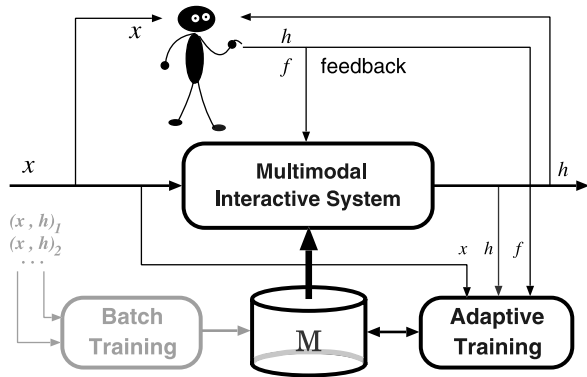 x
h
f feedback
x
Multimodal
Interactive System
h
(x , h)1
(x , h)2
. . .
x h f
Batch
Training
M
Adaptive
Training